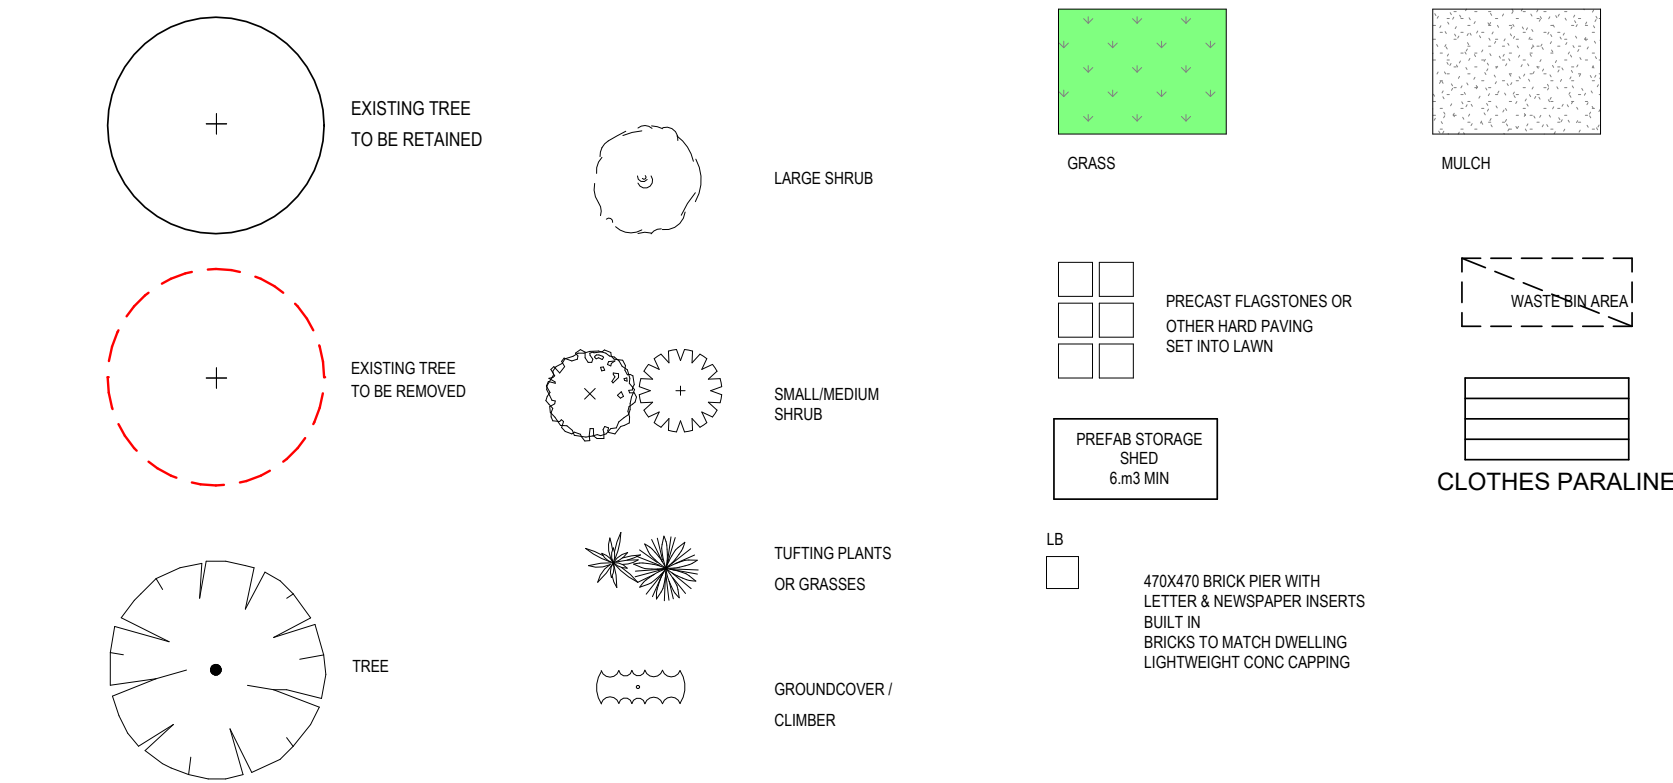 EXISTING TREE
TO BE RETAINED
EXISTING TREE
TO BE REMOVED
TREE
LARGE SHRUB
SMALL/MEDIUM
SHRUB
TUFTING PLANTS
OR GRASSES
GROUNDCOVER /
CLIMBER
GRASS
PRECAST FLAGSTONES OR
OTHER HARD PAVING
SET INTO LAWN
PREFAB STORAGE
SHED
6.m3 MIN
LB
470X470 BRICK PIER WITH
LETTER & NEWSPAPER INSERTS
BUILT IN
BRICKS TO MATCH DWELLING
LIGHTWEIGHT CONC CAPPING
MULCH
WASTE BIN AREA
CLOTHES PARALINE